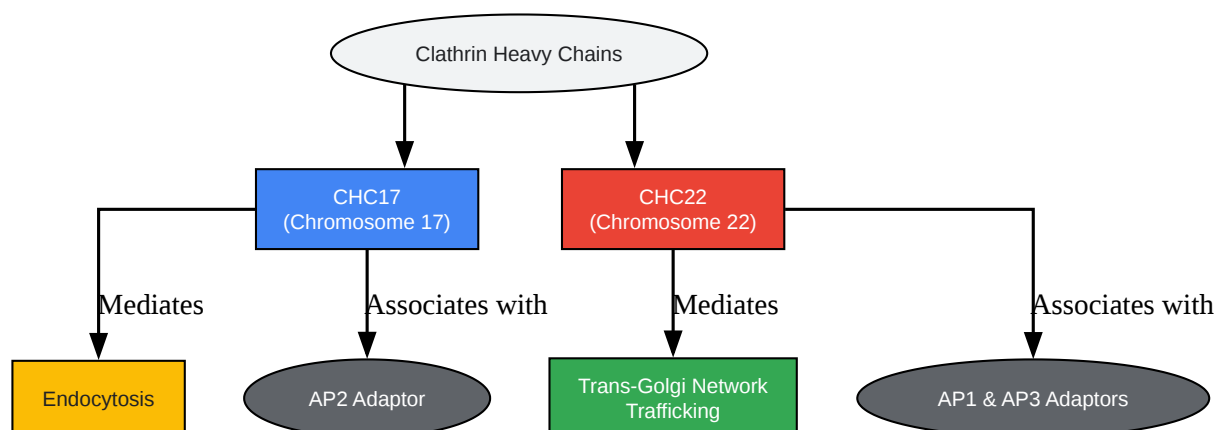 Clathrin Heavy Chains
CHC17
(Chromosome 17)
CHC22
(Chromosome 22)
Mediates
Associates with
Mediates
Associates with
Endocytosis
AP2 Adaptor
Trans-Golgi Network
Trafficking
AP1 & AP3 Adaptors